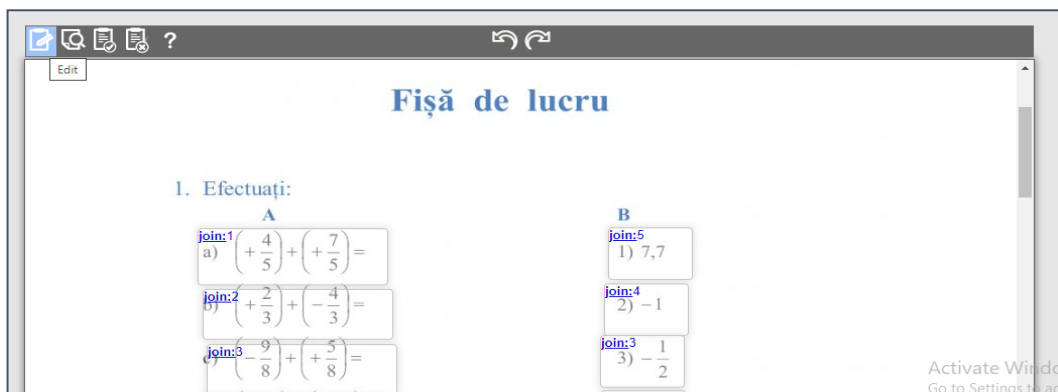 ?
Edit
Fișă de lucru
1. Efectuați:
A
B
join:1
a) (+4/5)+(+7/5)=
join:5
1) 7,7
join:2
b) (+2/3)+(-4/3)=
join:4
2) -1
join:3
c) (-9/8)+(+5/8)=
join:3
3) -1/2
Activate Windo
Go to Settings to ac